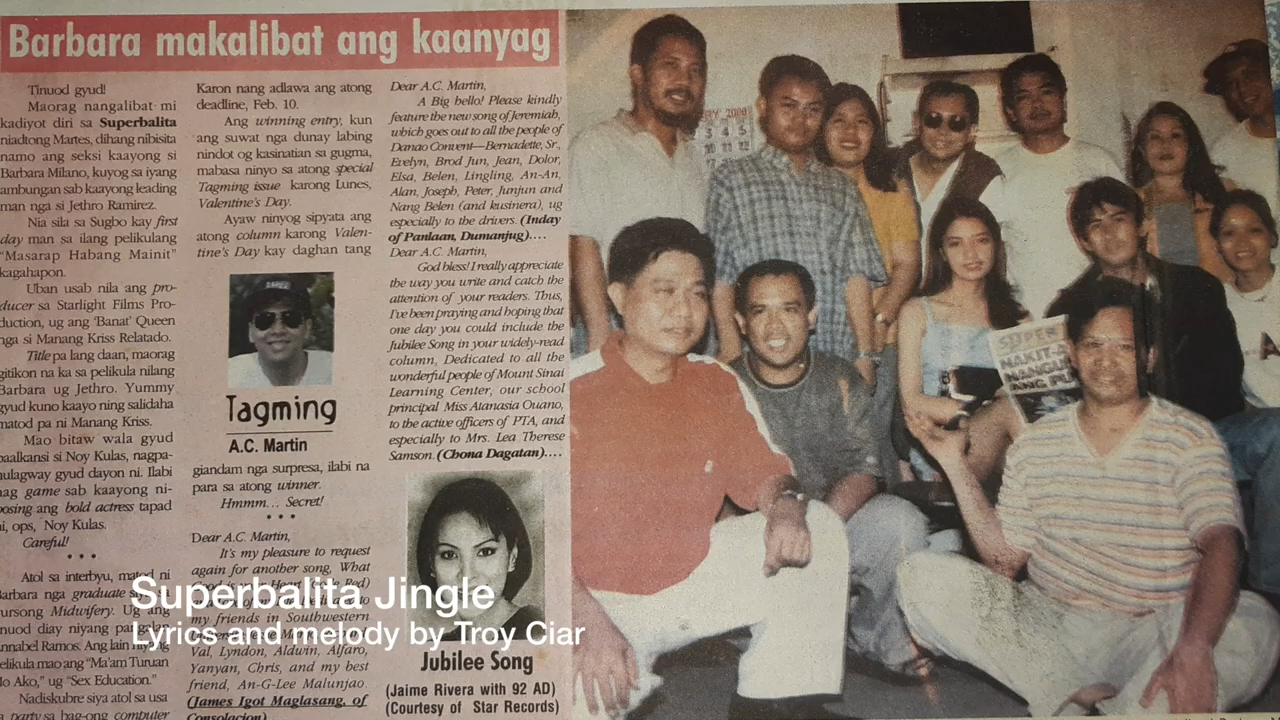 Barbara makalibat ang kaanyag
Tinuod gyud!
Maorag nangalibat mi
kadiyot diri sa Superbalita
niadtong Martes, dihang nibisita
namo ang seksi kaayong si
Barbara Milano, kuyog sa iyang
ambungan sab kaayong leading
man nga si Jethro Ramirez.
Nia sila sa Sugbo kay first
day man sa ilang pelikulang
"Masarap Habang Mainit"
kagahapon.
Uban usab nila ang pro-
ducer sa Starlight Films Pro-
duction, ug ang 'Banat' Queen
nga si Manang Kriss Relatado.
Title pa lang daan, maorag
gitikon na ka sa pelikula nilang
Barbara ug Jethro. Yummy
gyud kuno kaayo ning salidaha
matod pa ni Manang Kriss.
Mao bitaw wala gyud
paalkansi si Noy Kulas, nagpa-
hulagway gyud dayon ni. Ilabi
nag game sab kaayong ni-
posing ang bold actress tapad
ni, ops, Noy Kulas.
Careful!
• • •
Atol sa interbyu, matod ni
Barbara nga graduate
kursong Midwifery. Ug ang
tinuod diay niyang
Annabel Ramos. Ang lain
pelikula mao ang "Ma'am Turuan
Mo Ako," ug "Sex Education."
Nadiskubre siya atol sa usa
party sa bag-ong computer
Karon nang adlawa ang atong
deadline, Feb. 10.
Ang winning entry, kun
ang suwat nga dunay labing
nindot og kasinatian sa gugma,
mabasa ninyo sa atong special
Tagming issue karong Lunes,
Valentine's Day.
Ayaw ninyog sipyata ang
atong column karong Valen-
tine's Day kay daghan tang
Tagming
A.C. Martin
giandam nga surpresa, ilabi na
para sa atong winner.
Hmmm... Secret!
• • •
Dear A.C. Martin,
It's my pleasure to request
again for another song, What
my friends in Southwestern
Val, Lyndon, Aldwin, Alfaro,
Yanyan, Chris, and my best
friend, An-G-Lee Malunjao.
(James Igot Maglasang, of
Consolacion)
Dear A.C. Martin,
A Big hello! Please kindly
feature the new song of Jeremiah,
which goes out to all the people of
Danao Convent—Bernadette, Sr.,
Evelyn, Brod Jun, Jean, Dolor,
Elsa, Belen, Lingling, An-An,
Alan, Joseph, Peter, Junjun and
Nang Belen (and kusinera), ug
especially to the drivers. (Inday
of Panlaan, Dumanjug)....
Dear A.C. Martin,
God bless! I really appreciate
the way you write and catch the
attention of your readers. Thus,
I've been praying and hoping that
one day you could include the
Jubilee Song in your widely-read
column, Dedicated to all the
wonderful people of Mount Sinai
Learning Center, our school
principal Miss Atanasia Ouano,
to the active officers of PTA, and
especially to Mrs. Lea Therese
Samson. (Chona Dagatan)....
Jubilee Song
(Jaime Rivera with 92 AD)
(Courtesy of Star Records)
Superbalita Jingle
Lyrics and melody by Troy Ciar
2000
3 4 5
SUPER